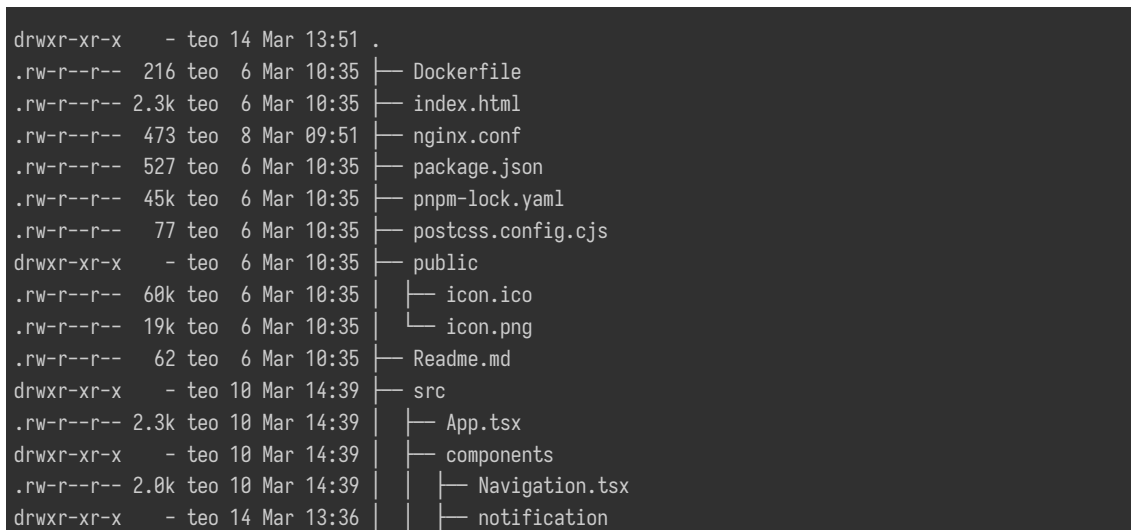 drwxr-xr-x    - teo 14 Mar 13:51 .
.rw-r--r--  216 teo  6 Mar 10:35 ├── Dockerfile
.rw-r--r-- 2.3k teo  6 Mar 10:35 ├── index.html
.rw-r--r--  473 teo  8 Mar 09:51 ├── nginx.conf
.rw-r--r--  527 teo  6 Mar 10:35 ├── package.json
.rw-r--r--  45k teo  6 Mar 10:35 ├── pnpm-lock.yaml
.rw-r--r--   77 teo  6 Mar 10:35 ├── postcss.config.cjs
drwxr-xr-x    - teo  6 Mar 10:35 ├── public
.rw-r--r--  60k teo  6 Mar 10:35 │   ├── icon.ico
.rw-r--r--  19k teo  6 Mar 10:35 │   └── icon.png
.rw-r--r--   62 teo  6 Mar 10:35 ├── Readme.md
drwxr-xr-x    - teo 10 Mar 14:39 ├── src
.rw-r--r-- 2.3k teo 10 Mar 14:39 │   ├── App.tsx
drwxr-xr-x    - teo 10 Mar 14:39 │   ├── components
.rw-r--r-- 2.0k teo 10 Mar 14:39 │   │   ├── Navigation.tsx
drwxr-xr-x    - teo 14 Mar 13:36 │   │   ├── notification